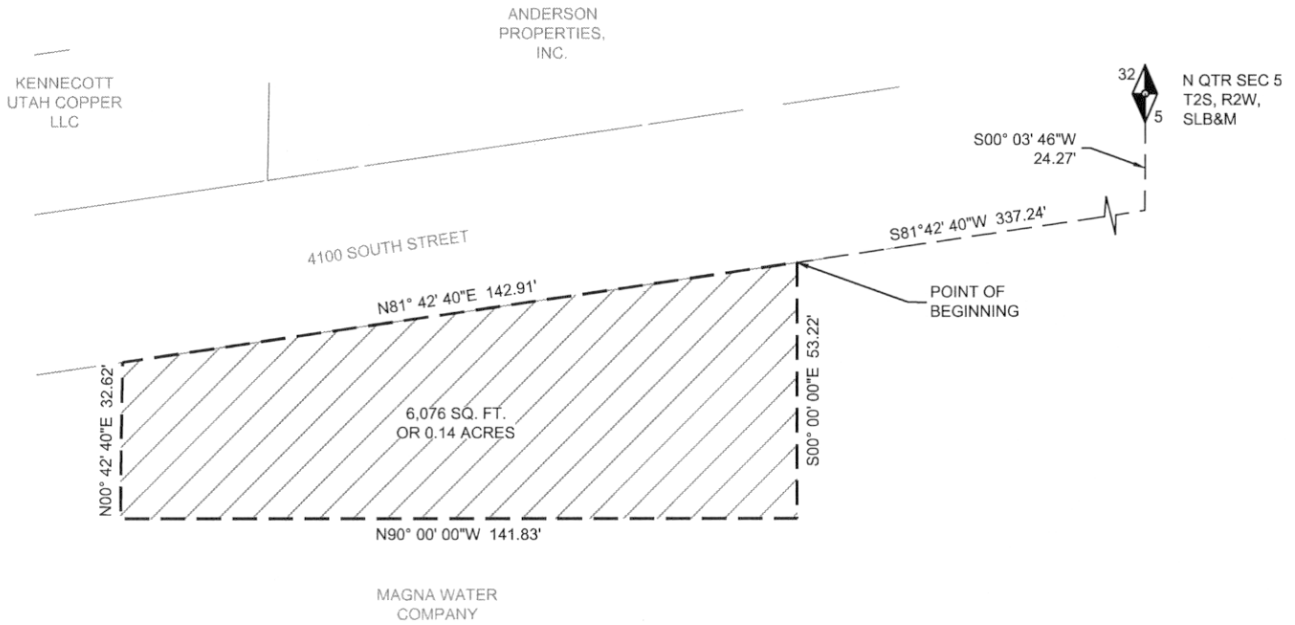 ANDERSON
PROPERTIES,
INC.
KENNECOTT
UTAH COPPER
LLC
32
5
N QTR SEC 5
T2S, R2W,
SLB&M
S00° 03' 46"W
24.27'
S81°42' 40"W 337.24'
4100 SOUTH STREET
N81° 42' 40"E 142.91'
POINT OF
BEGINNING
N00° 42' 40"E 32.62'
6,076 SQ. FT.
OR 0.14 ACRES
S00° 00' 00"E 53.22'
N90° 00' 00"W 141.83'
MAGNA WATER
COMPANY